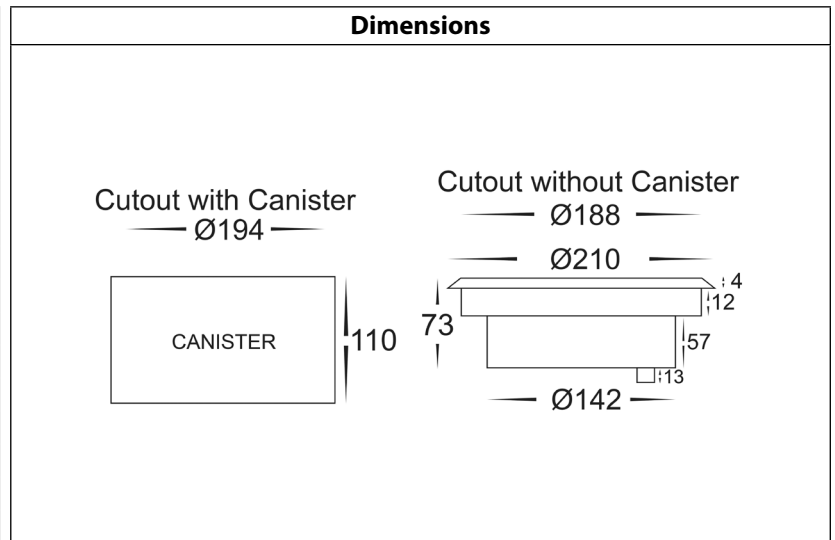 Dimensions
Cutout with Canister
Ø194
CANISTER
110
Cutout without Canister
Ø188
Ø210
4
12
73
57
13
Ø142